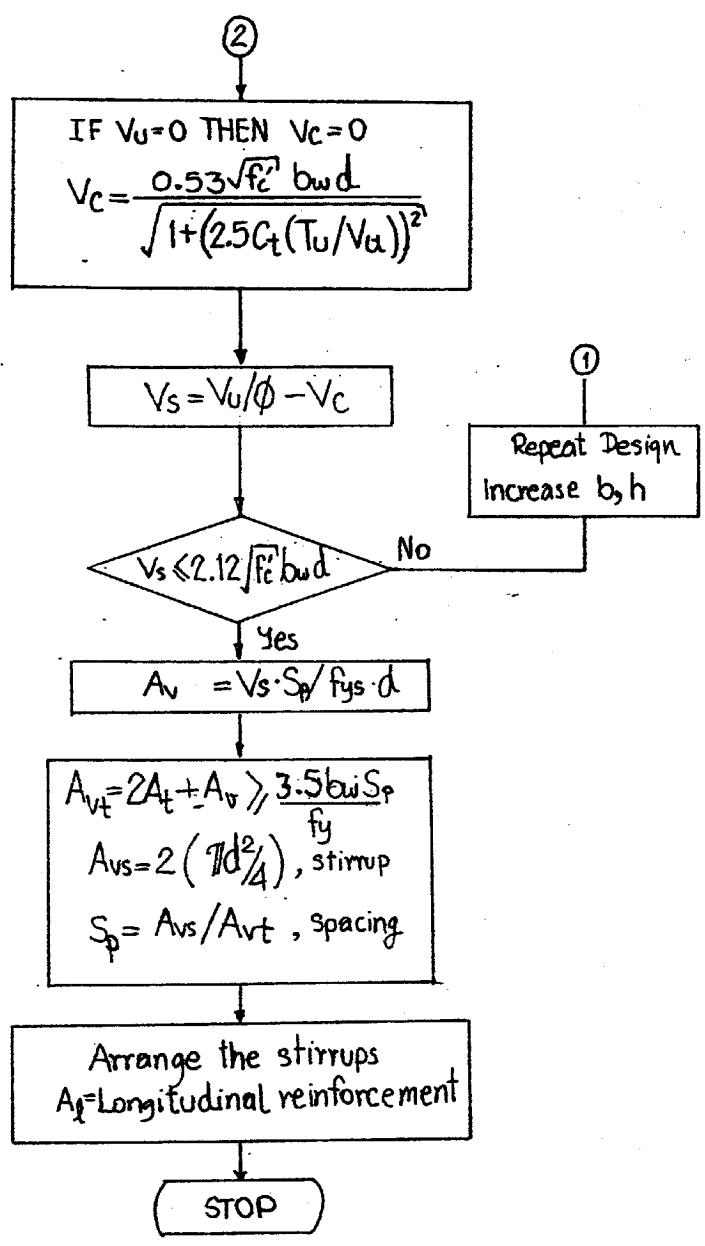 ②
IF Vu=0 THEN Vc=0
Vc = 0.53√fc' bwd / √1+(2.5Ct(Tu/Vu))²
Vs = Vu/Ø - Vc
①
Repeat Design
Increase b, h
Vs ≤ 2.12√fc' bwd
No
Yes
Av = Vs·Sp/fys·d
Avt = 2At + Av ≥ 3.5bwSp / fy
Avs = 2(πd²/4), stirrup
Sp = Avs/Avt , spacing
Arrange the stirrups
Aℓ=Longitudinal reinforcement
STOP